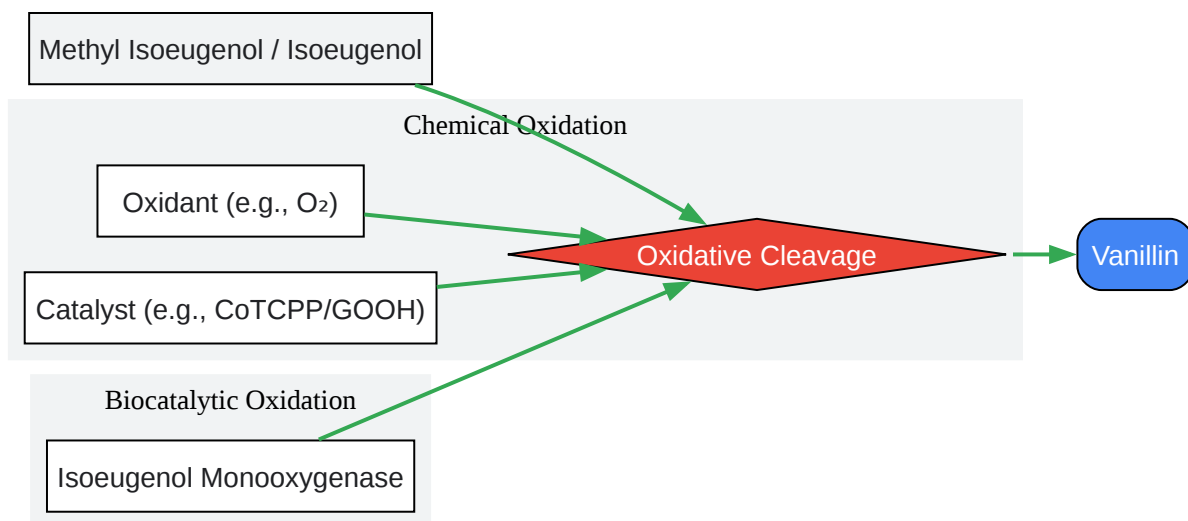 Methyl Isoeugenol / Isoeugenol
Chemical Oxidation
Oxidant (e.g., O₂)
Oxidative Cleavage
Vanillin
Catalyst (e.g., CoTCPP/GOOH)
Biocatalytic Oxidation
Isoeugenol Monooxygenase